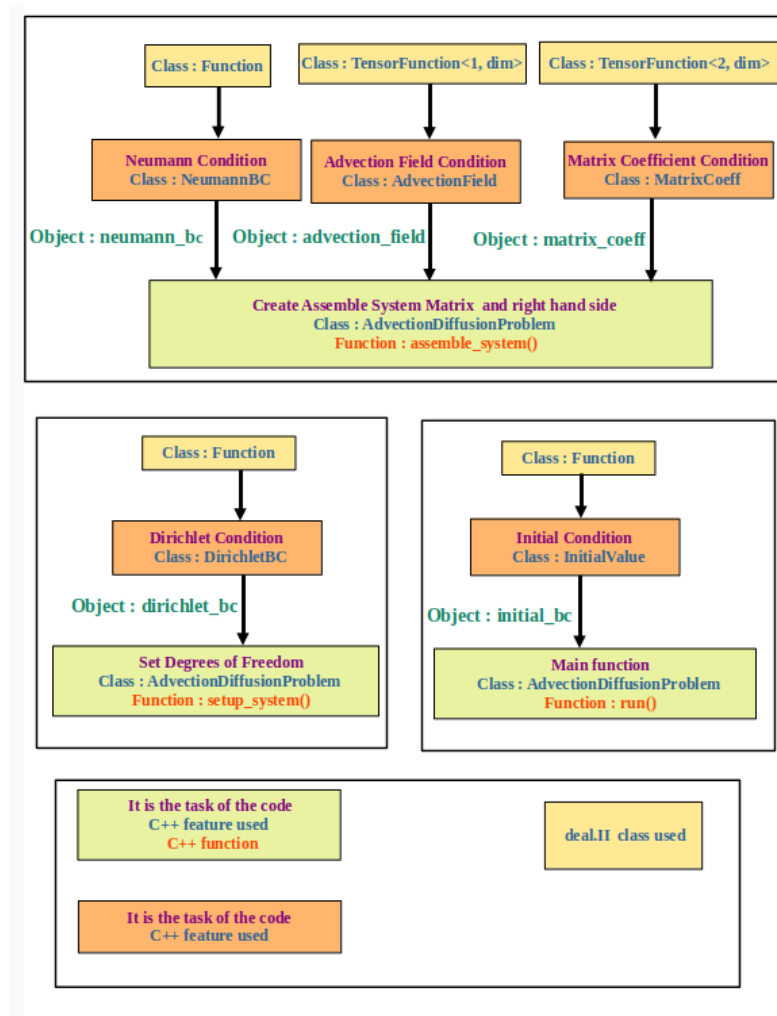 Class : Function
Class : TensorFunction<1, dim>
Class : TensorFunction<2, dim>
Neumann Condition
Class : NeumannBC
Advection Field Condition
Class : AdvectionField
Matrix Coefficient Condition
Class : MatrixCoeff
Object : neumann_bc
Object : advection_field
Object : matrix_coeff
Create Assemble System Matrix and right hand side
Class : AdvectionDiffusionProblem
Function : assemble_system()
Class : Function
Dirichlet Condition
Class : DirichletBC
Object : dirichlet_bc
Set Degrees of Freedom
Class : AdvectionDiffusionProblem
Function : setup_system()
Class : Function
Initial Condition
Class : InitialValue
Object : initial_bc
Main function
Class : AdvectionDiffusionProblem
Function : run()
It is the task of the code
C++ feature used
C++ function
deal.II class used
It is the task of the code
C++ feature used